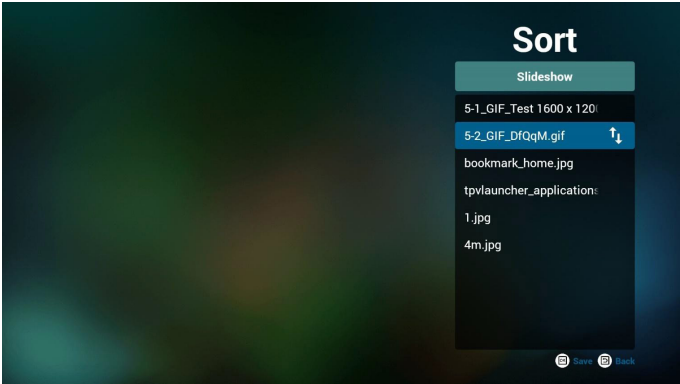 Sort
Slideshow
5-1_GIF_Test 1600 x 120
5-2_GIF_DfQqM.gif
bookmark_home.jpg
tpvlauncher_applications
1.jpg
4m.jpg
Save Back